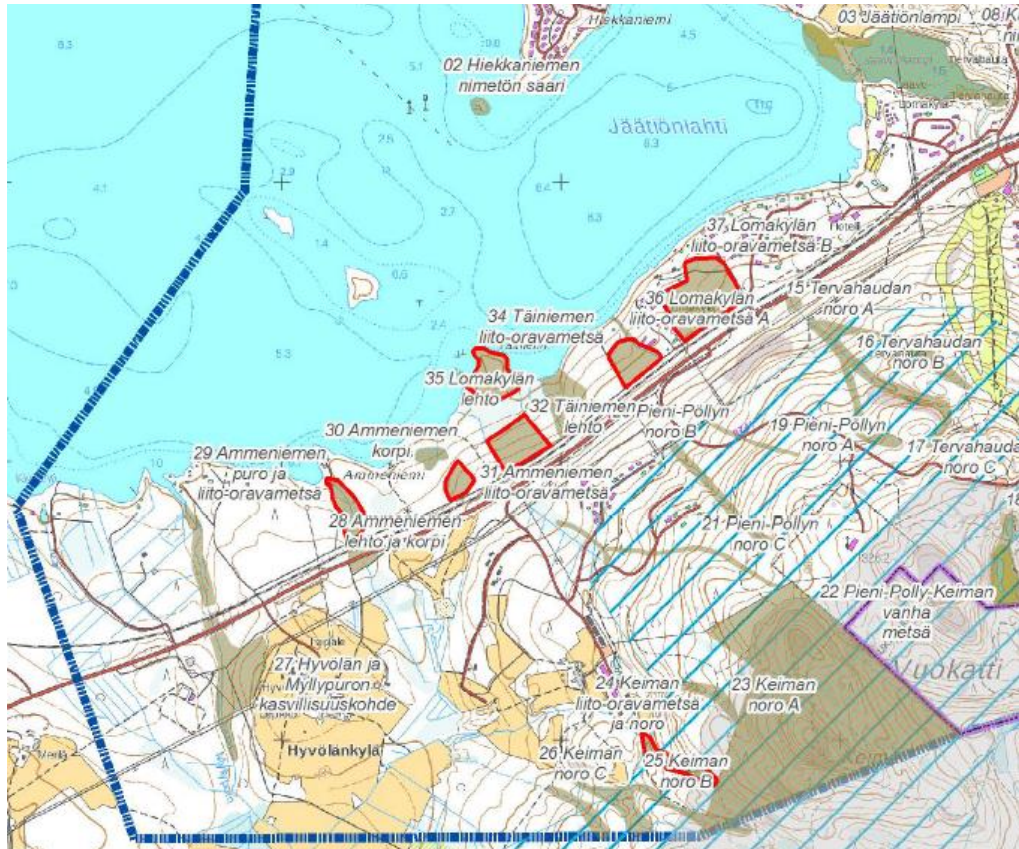 Hiekkaniemi
03 Jäätiönlampi
02 Hiekkaniemen
nimetön saari
Jäätiönlahti
Lomakylä
Hotelli
37 Lomakylän
liito-oravametsä B
36 Lomakylän
liito-oravametsä A
15 Tervahaudan
noro A
34 Täiniemen
liito-oravametsä
16 Tervahaudan
noro B
35 Lomakylän
lehto
32 Täiniemen
lehto
Pieni-Pöllyn
noro B
19 Pieni-Pöllyn
noro A
17 Tervahaudan
noro C
30 Ammeniemen
korpi
Ammeniemi
29 Ammeniemen
puro ja
liito-oravametsä
31 Ammeniemen
liito-oravametsä
28 Ammeniemen
lehto ja korpi
21 Pieni-Pöllyn
noro C
22 Pieni-Pölly-Keiman
vanha
metsä
Vuokatti
27 Hyvölän ja
Myllypuron
kasvillisuuskohde
24 Keiman
liito-oravametsä
ja noro
23 Keiman
noro A
Hyvölänkylä
26 Keiman
noro C
25 Keiman
noro B